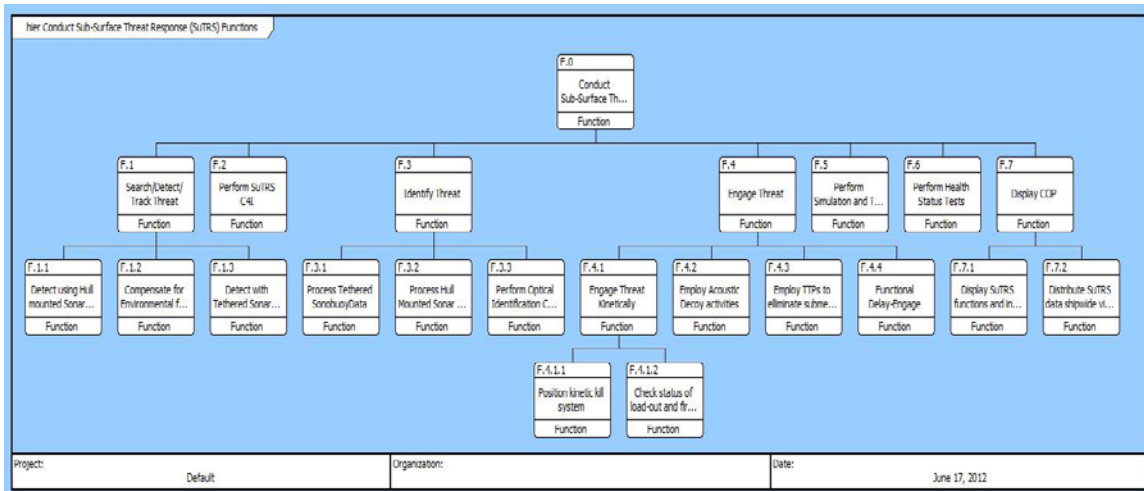 hier Conduct Sub-Surface Threat Response (SuTRS) Functions
F.0
Conduct
Sub-Surface Th...
Function
F.1
Search/Detect/
Track Threat
Function
F.2
Perform SuTRS
C4I
Function
F.3
Identify Threat
Function
F.4
Engage Threat
Function
F.5
Perform
Simulation and T...
Function
F.6
Perform Health
Status Tests
Function
F.7
Display COP
Function
F.1.1
Detect using Hull
mounted Sonar...
Function
F.1.2
Compensate for
Environmental f...
Function
F.1.3
Detect with
Tethered Sonar...
Function
F.3.1
Process Tethered
SonobuoyData
Function
F.3.2
Process Hull
Mounted Sonar ...
Function
F.3.3
Perform Optical
Identification C...
Function
F.4.1
Engage Threat
Kinetically
Function
F.4.2
Employ Acoustic
Decoy activities
Function
F.4.3
Employ TTPs to
eliminate subme...
Function
F.4.4
Functional
Delay-Engage
Function
F.7.1
Display SuTRS
functions and in...
Function
F.7.2
Distribute SuTRS
data shipwide vi...
Function
F.4.1.1
Position kinetic kill
system
Function
F.4.1.2
Check status of
load-out and fir...
Function
Project:
Default
Organization:
Date:
June 17, 2012